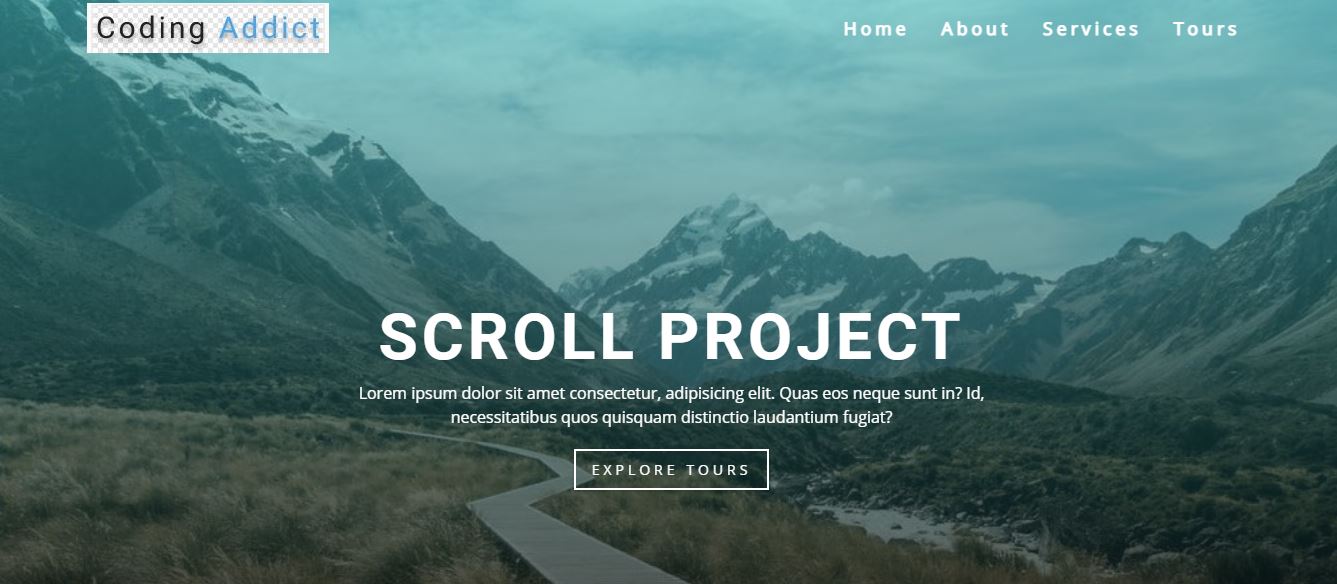 Coding Addict
Home About Services Tours
SCROLL PROJECT
Lorem ipsum dolor sit amet consectetur, adipisicing elit. Quas eos neque sunt in? Id,
necessitatibus quos quisquam distinctio laudantium fugiat?
EXPLORE TOURS